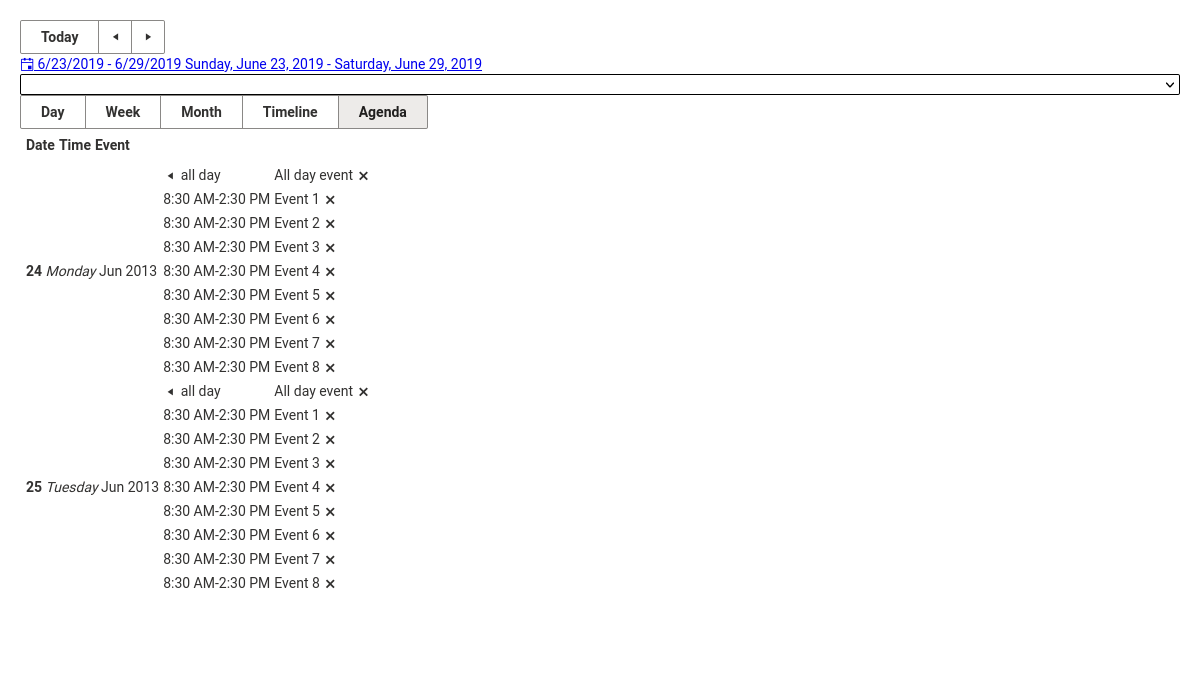 Today
6/23/2019 - 6/29/2019 Sunday, June 23, 2019 - Saturday, June 29, 2019
Day Week Month Timeline Agenda
Date Time Event
all day All day event
8:30 AM-2:30 PM Event 1
8:30 AM-2:30 PM Event 2
8:30 AM-2:30 PM Event 3
24 Monday Jun 2013 8:30 AM-2:30 PM Event 4
8:30 AM-2:30 PM Event 5
8:30 AM-2:30 PM Event 6
8:30 AM-2:30 PM Event 7
8:30 AM-2:30 PM Event 8
all day All day event
8:30 AM-2:30 PM Event 1
8:30 AM-2:30 PM Event 2
8:30 AM-2:30 PM Event 3
25 Tuesday Jun 2013 8:30 AM-2:30 PM Event 4
8:30 AM-2:30 PM Event 5
8:30 AM-2:30 PM Event 6
8:30 AM-2:30 PM Event 7
8:30 AM-2:30 PM Event 8